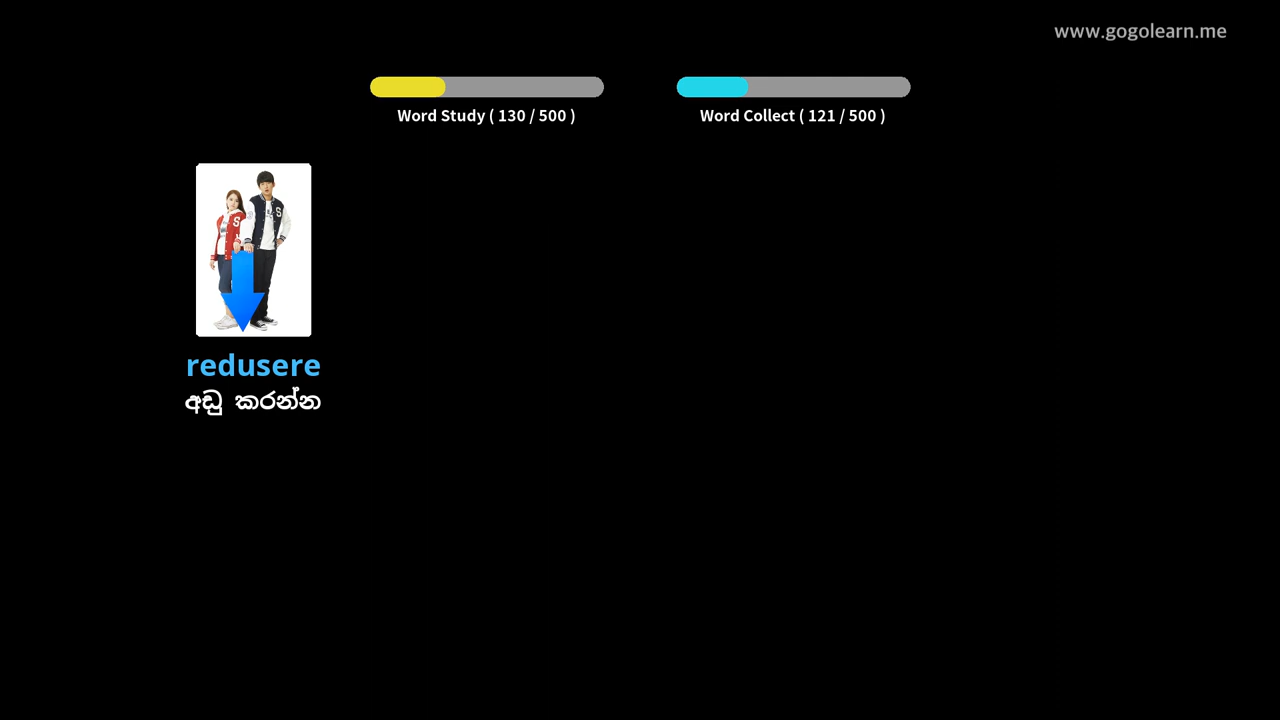 www.gogolearn.me
Word Study ( 130 / 500 )
Word Collect ( 121 / 500 )
redusere
අඩු කරන්න